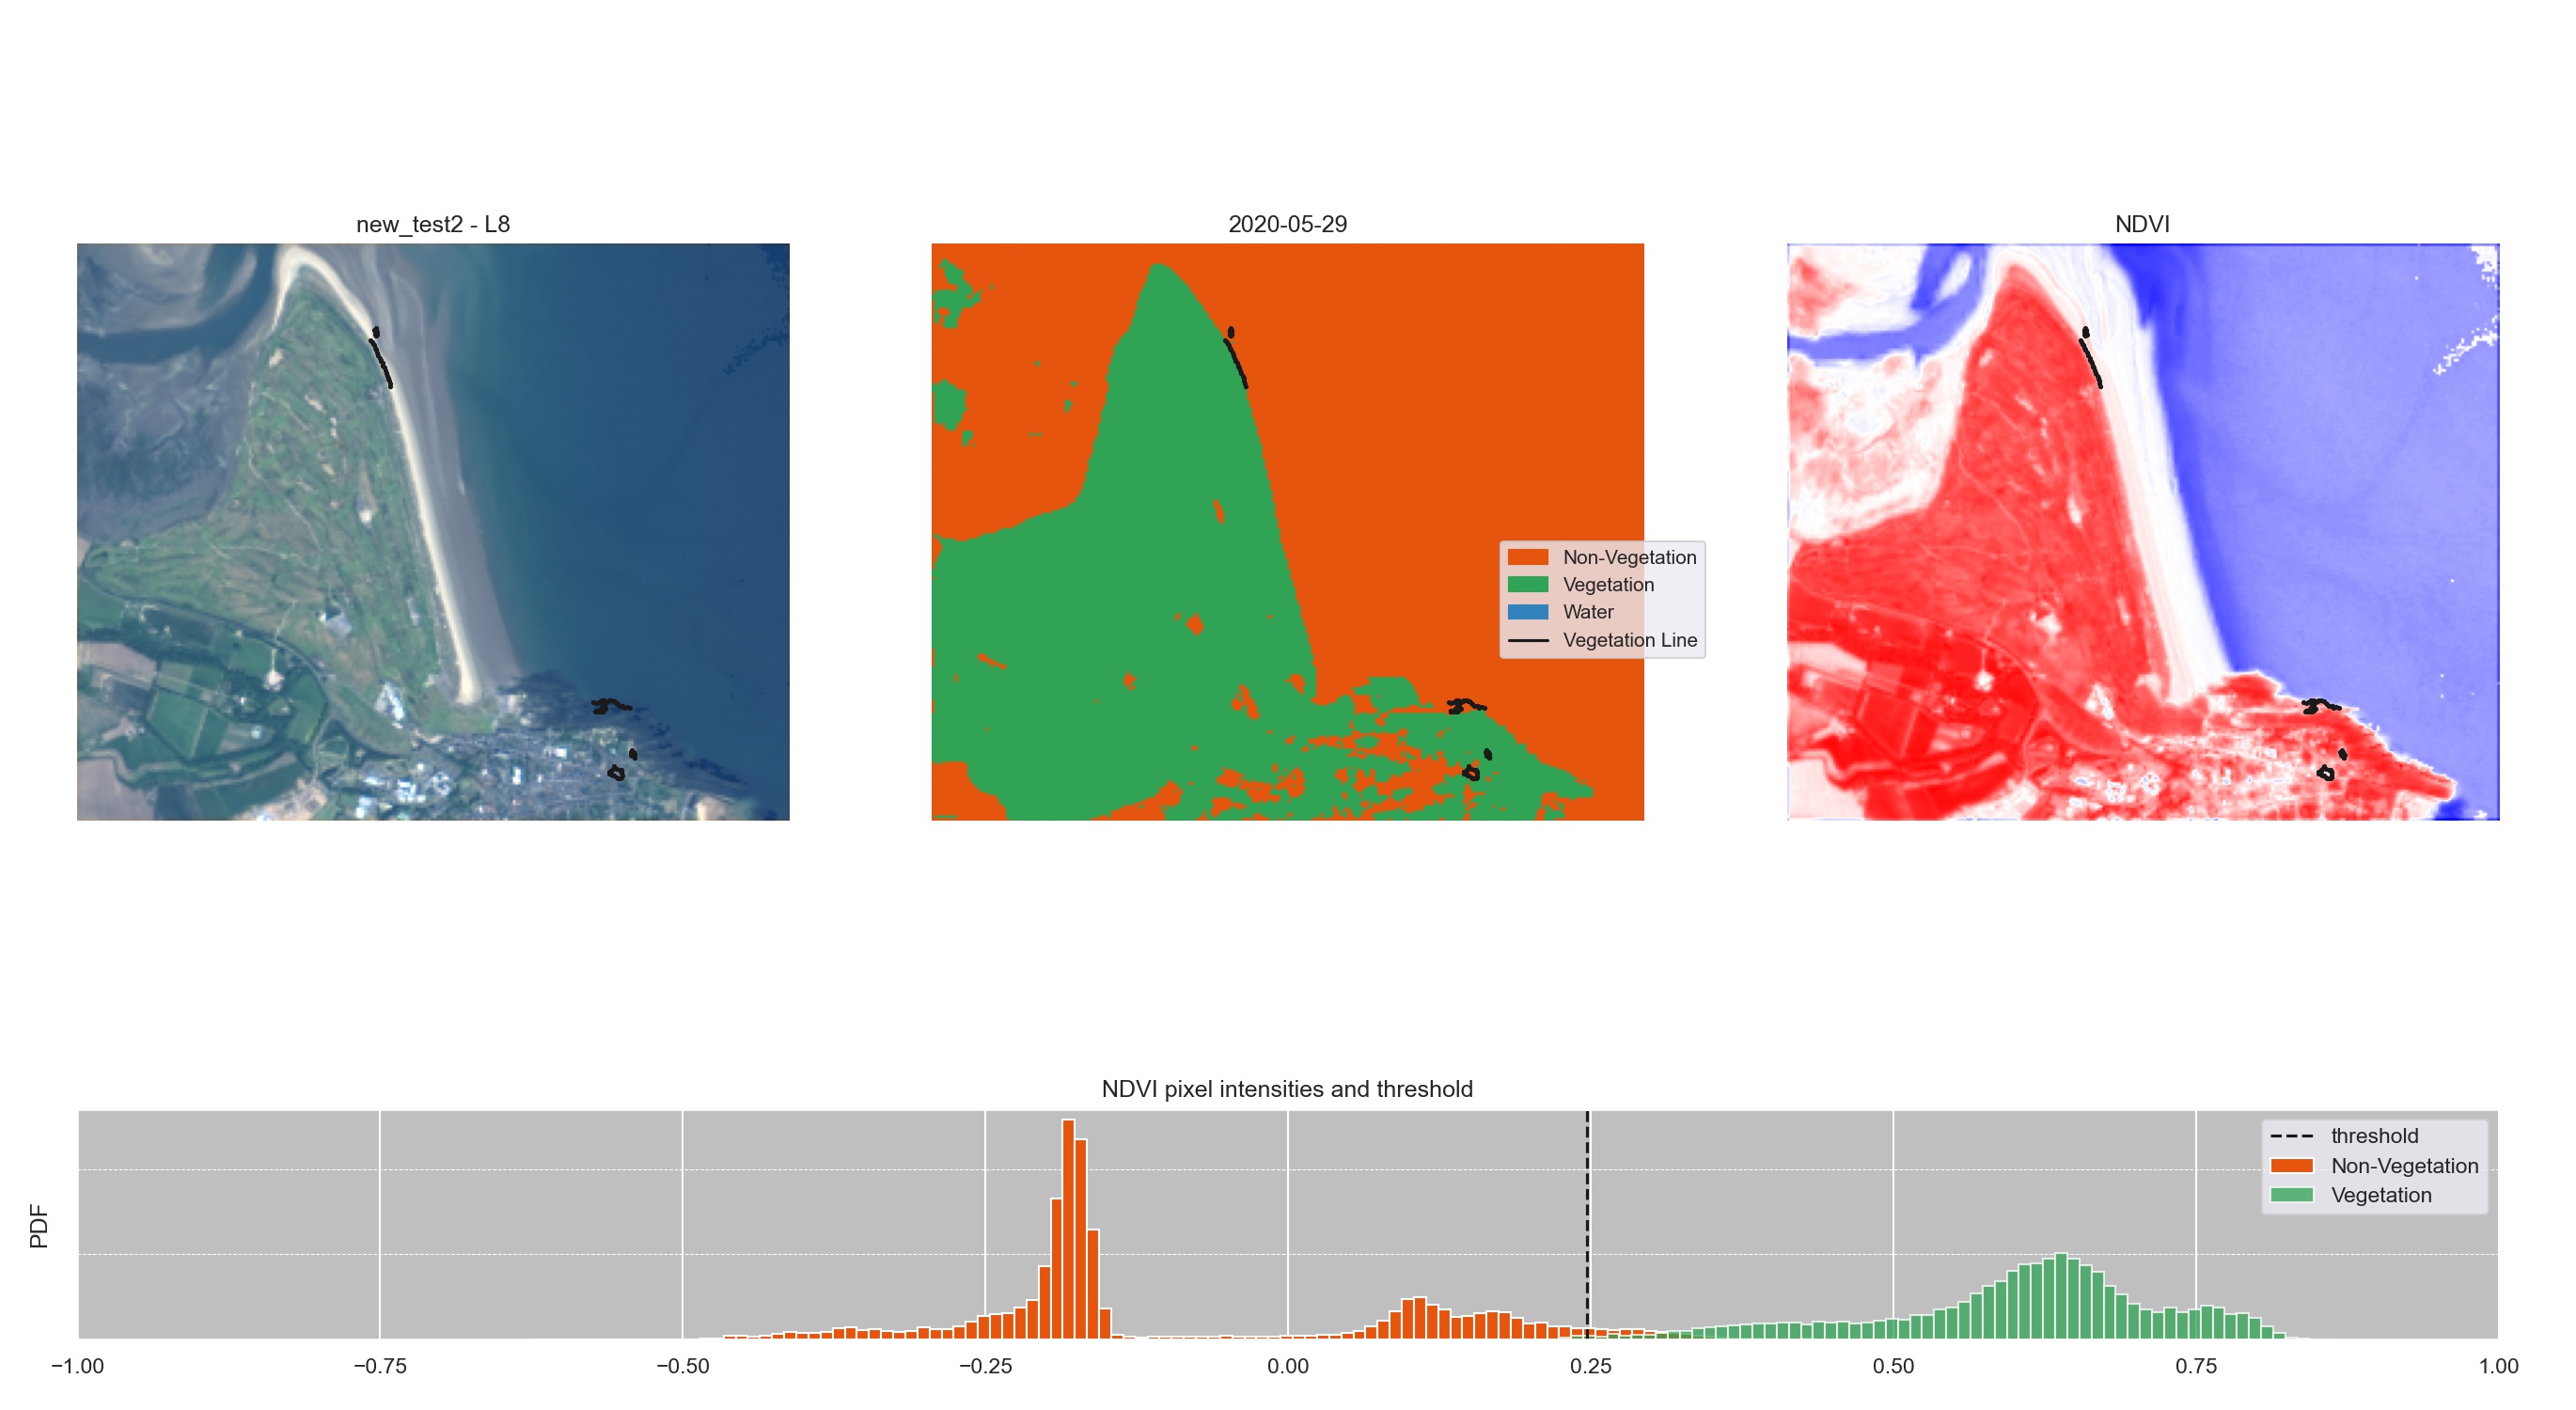 new_test2 - L8
2020-05-29
NDVI
Non-Vegetation
Vegetation
Water
Vegetation Line
NDVI pixel intensities and threshold
PDF
threshold
Non-Vegetation
Vegetation
−1.00 −0.75 −0.50 −0.25 0.00 0.25 0.50 0.75 1.00